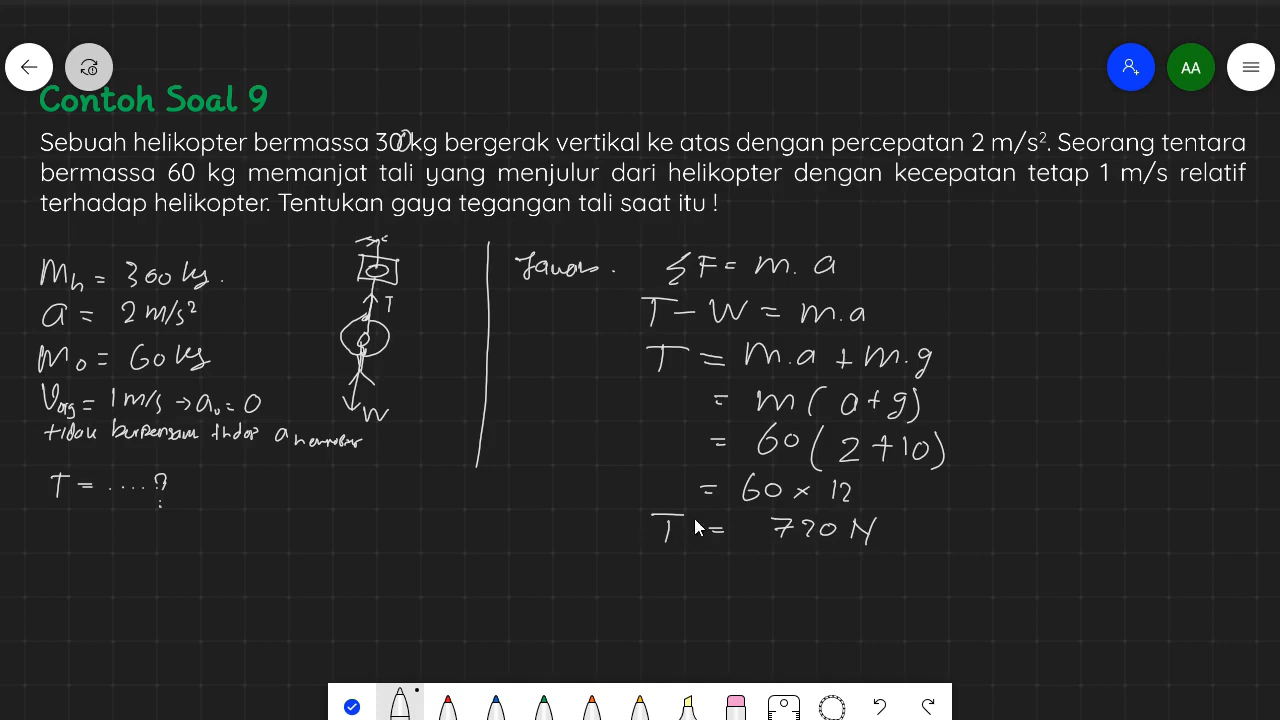 AA
Contoh Soal 9
Sebuah helikopter bermassa 300kg bergerak vertikal ke atas dengan percepatan 2 m/s². Seorang tentara
bermassa 60 kg memanjat tali yang menjulur dari helikopter dengan kecepatan tetap 1 m/s relatif
terhadap helikopter. Tentukan gaya tegangan tali saat itu !
Mh = 300 kg.
a = 2 m/s²
mo = 60 kg
Vorg = 1 m/s → ao = 0
tidak a
T = ....?
T
W
Jawab. ΣF = m. a
T - W = m.a
T = m.a + m.g
= m(a+g)
= 60(2+10)
= 60 × 12
T = 720 N